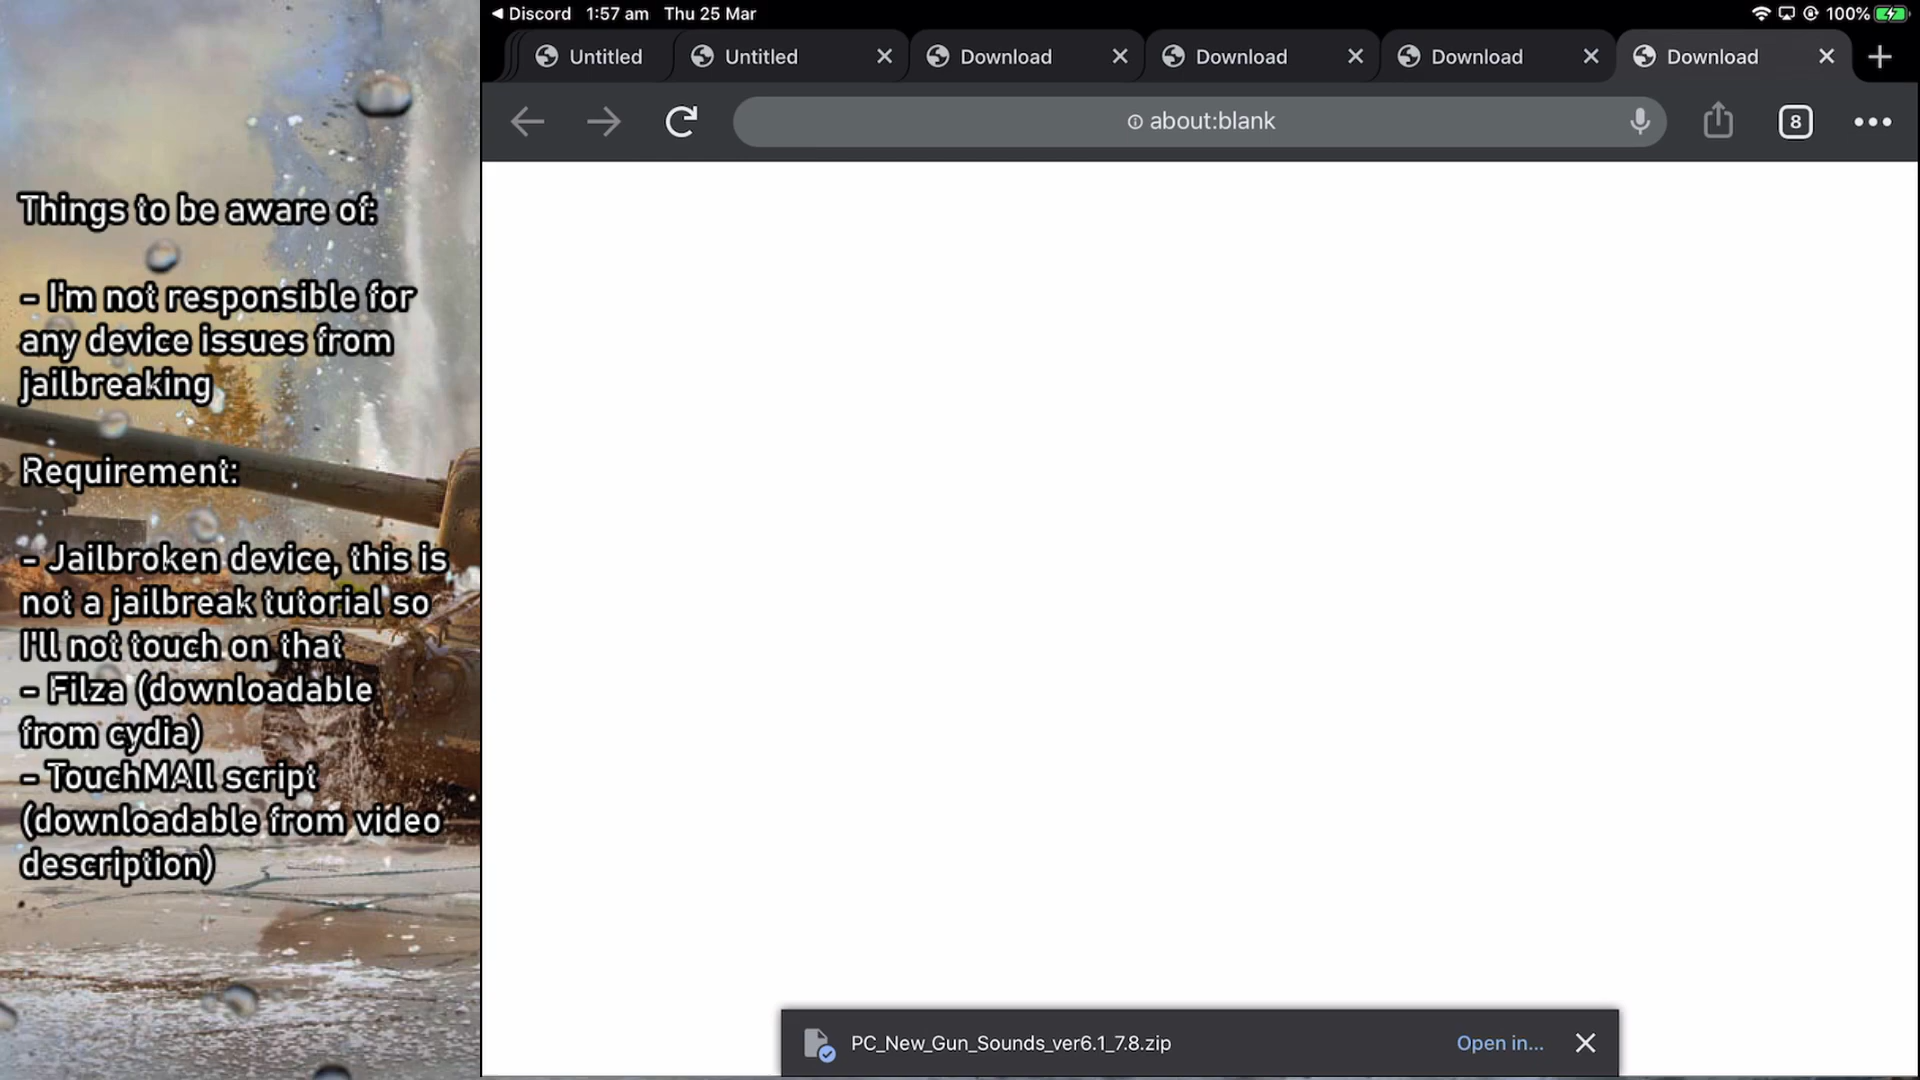 Things to be aware of:
- I'm not responsible for
any device issues from
jailbreaking
Requirement:
- Jailbroken device, this is
not a jailbreak tutorial so
I'll not touch on that
- Filza (downloadable
from cydia)
- TouchMAll script
(downloadable from video
description)
Discord 1:57 am Thu 25 Mar
100%
Untitled Untitled Download Download Download Download
about:blank
8
PC_New_Gun_Sounds_ver6.1_7.8.zip Open in...